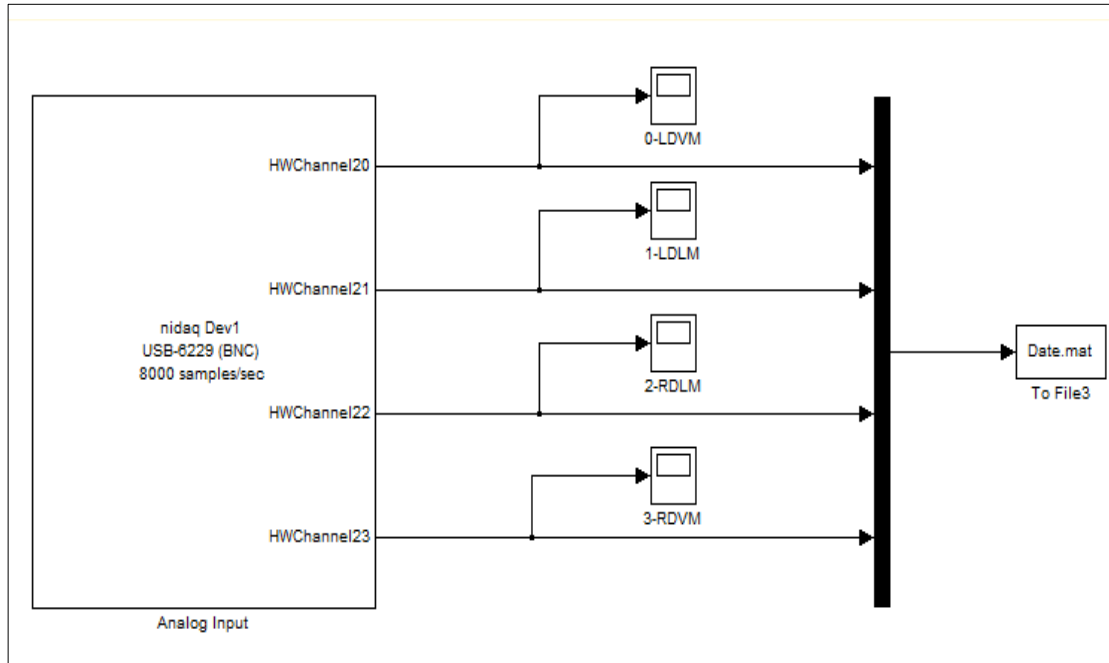 0-LDVM
HWChannel20
1-LDLM
HWChannel21
nidaq Dev1
USB-6229 (BNC)
8000 samples/sec
2-RDLM
HWChannel22
3-RDVM
HWChannel23
Analog Input
Date.mat
To File3